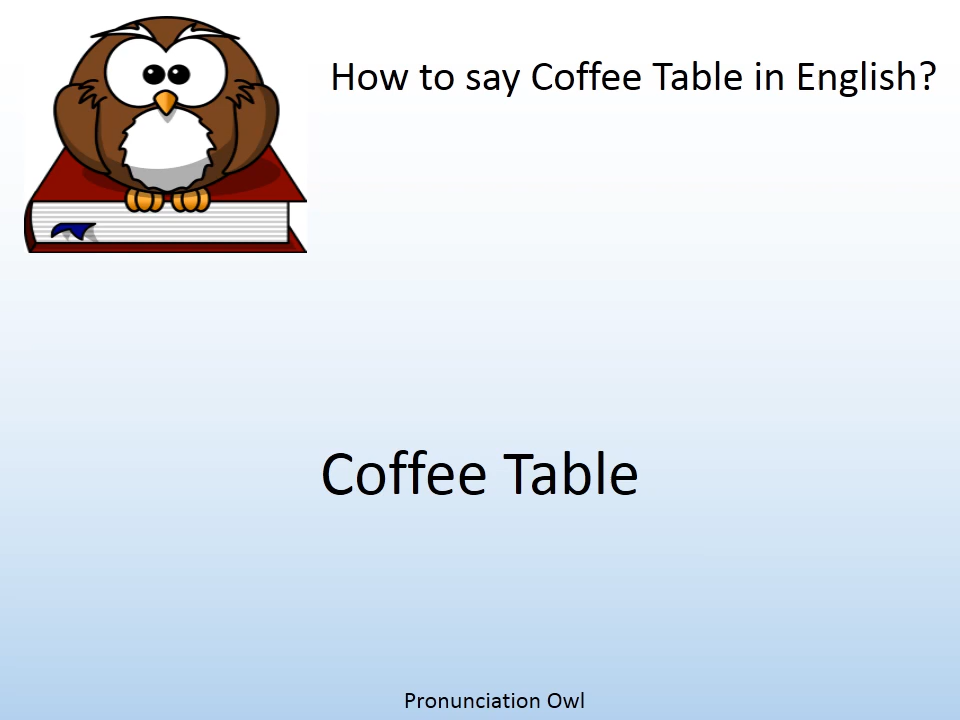 How to say Coffee Table in English?
Coffee Table
Pronunciation Owl